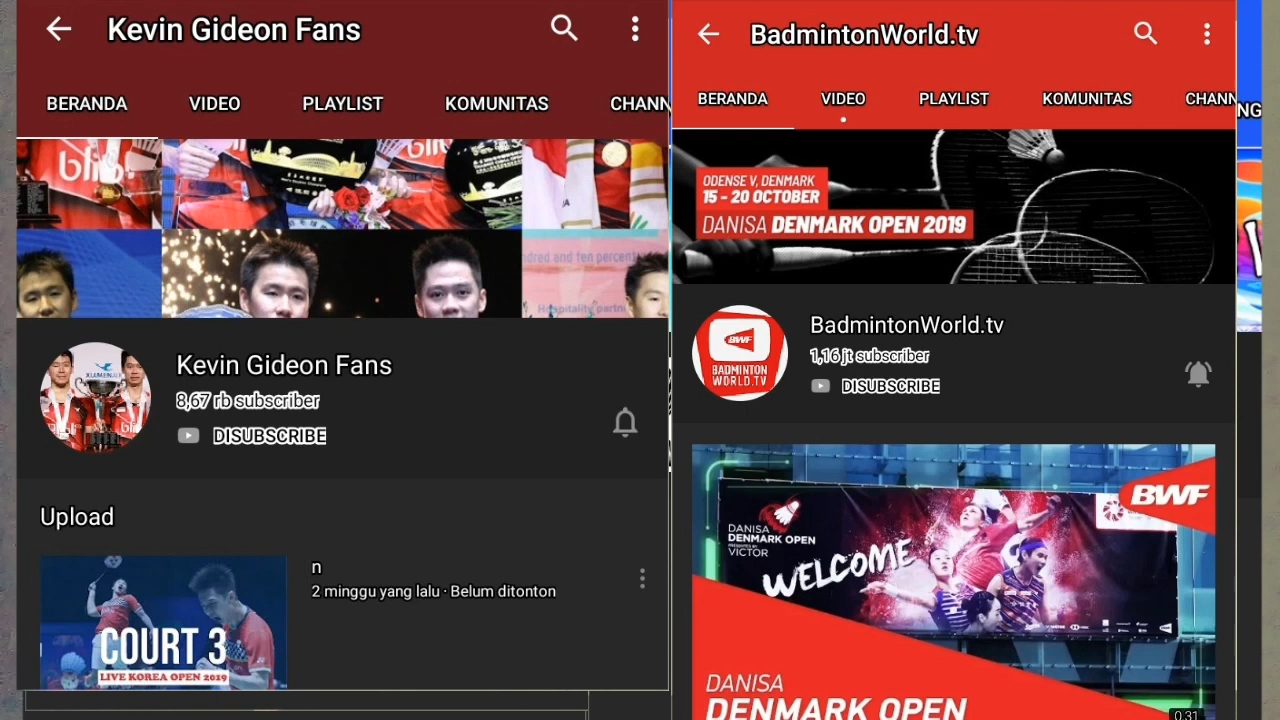 Kevin Gideon Fans
BERANDA VIDEO PLAYLIST KOMUNITAS CHANN
Kevin Gideon Fans
8,67 rb subscriber
DISUBSCRIBE
Upload
n
2 minggu yang lalu · Belum ditonton
COURT 3
LIVE KOREA OPEN 2019
BadmintonWorld.tv
BERANDA VIDEO PLAYLIST KOMUNITAS CHANN
ODENSE V, DENMARK
15 - 20 OCTOBER
DANISA DENMARK OPEN 2019
BWF
BADMINTON
WORLD.TV
BadmintonWorld.tv
1,16 jt subscriber
DISUBSCRIBE
BWF
DANISA
DENMARK OPEN
PRESENTED BY
VICTOR
WELCOME
DANISA
DENMARK OPEN
0.31
NG